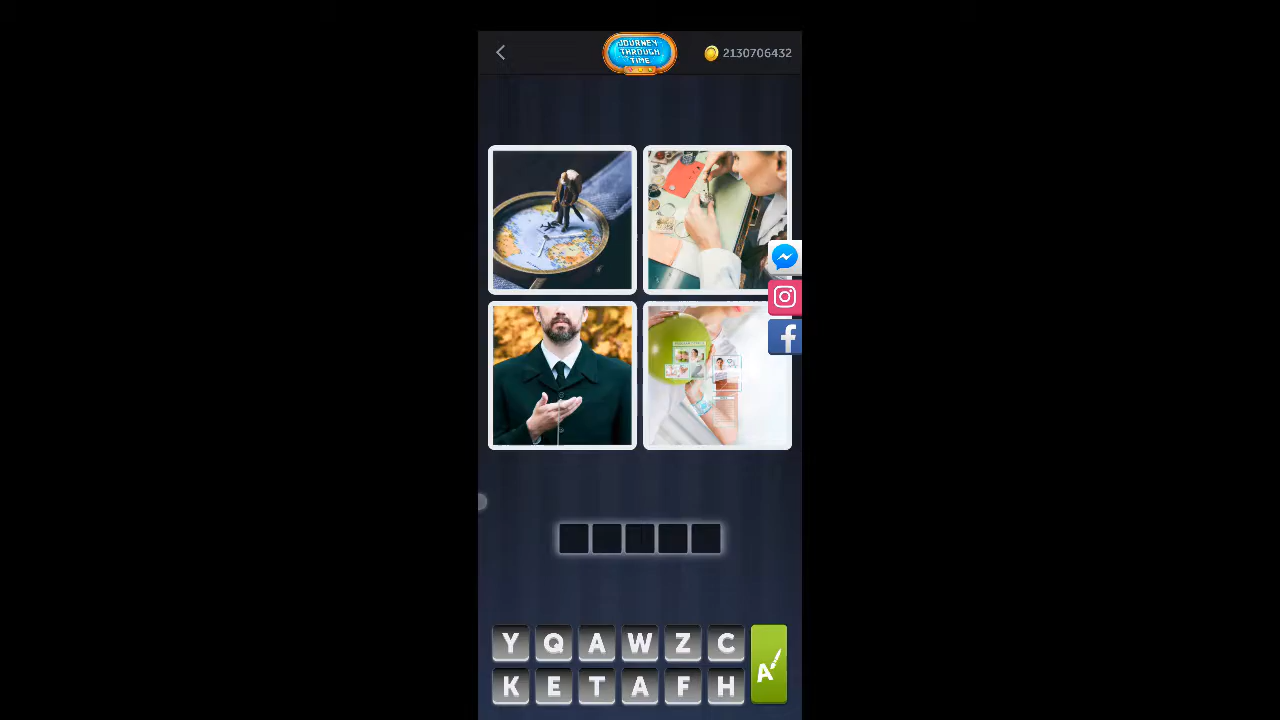 JOURNEY
THROUGH
TIME
2130706432
Y Q A W Z C
K E T A F H
A